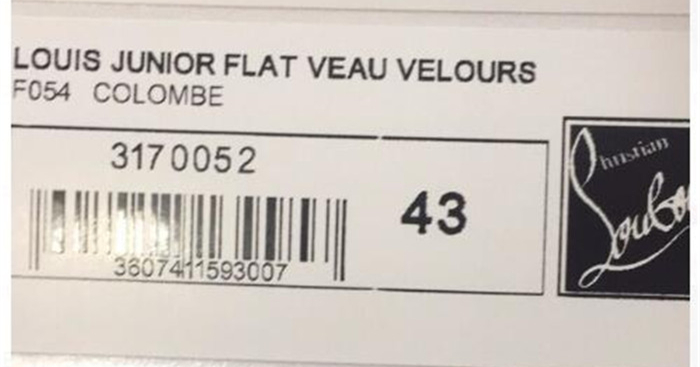 LOUIS JUNIOR FLAT VEAU VELOURS
F054 COLOMBE
3170052
43
3607411593007
Christian
Loubo